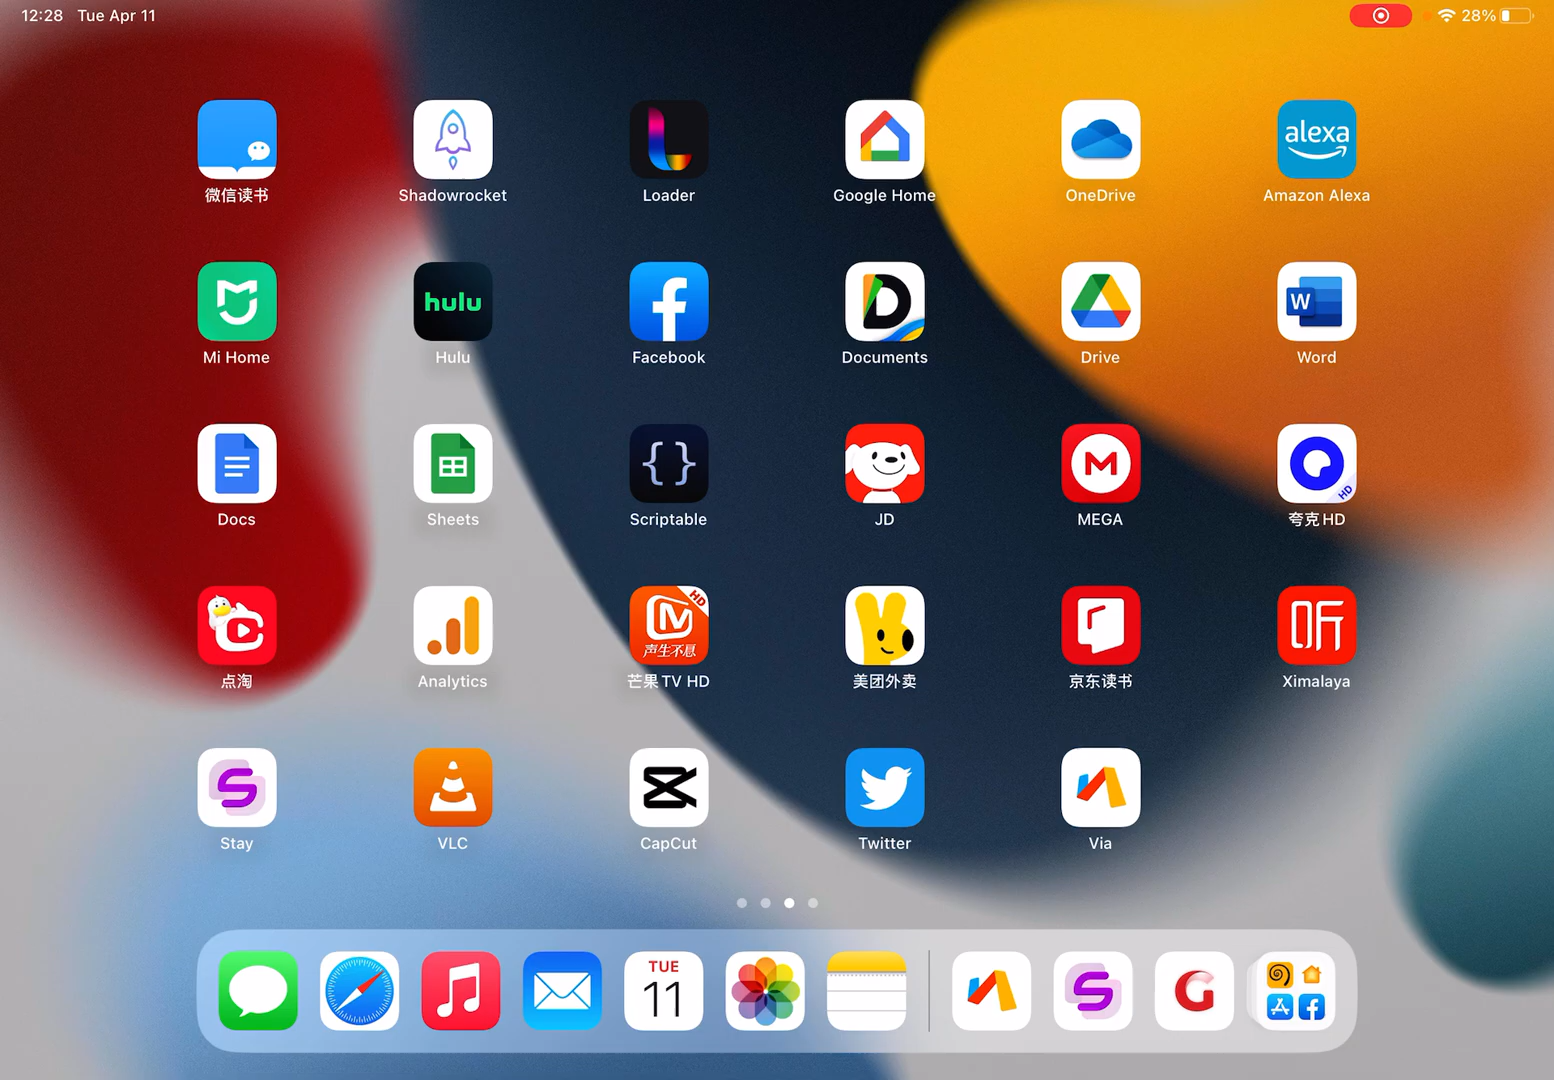 12:28 Tue Apr 11
28%
alexa
微信读书
Shadowrocket
Loader
Google Home
OneDrive
Amazon Alexa
hulu
W
Mi Home
Hulu
Facebook
Documents
Drive
Word
HD
Docs
Sheets
Scriptable
JD
MEGA
夸克HD
HD
声生不息
听
点淘
Analytics
芒果TV HD
美团外卖
京东读书
Ximalaya
Stay
VLC
CapCut
Twitter
Via
TUE
11